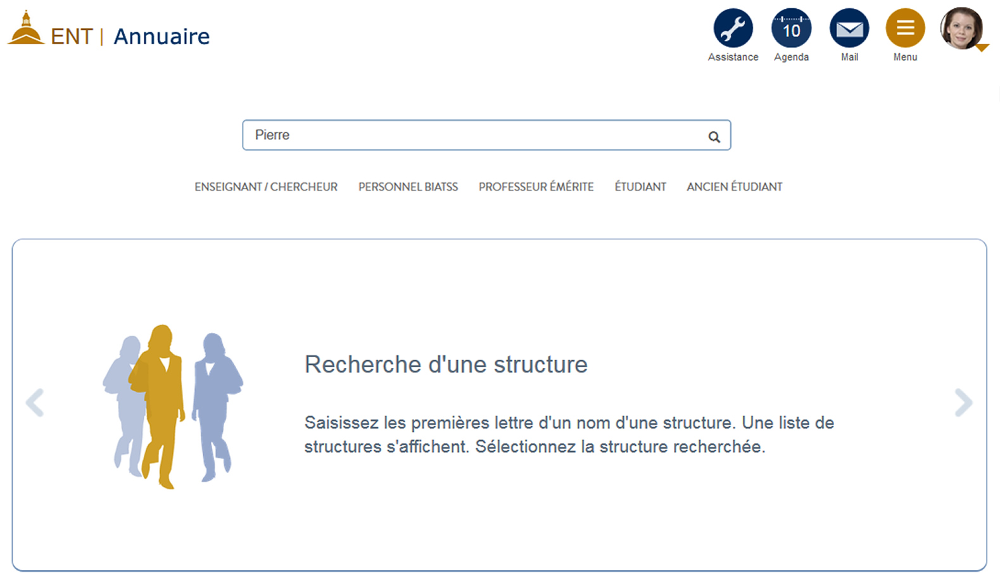 ENT | Annuaire
10
Assistance Agenda Mail Menu
Pierre
ENSEIGNANT / CHERCHEUR PERSONNEL BIATSS PROFESSEUR ÉMÉRITE ÉTUDIANT ANCIEN ÉTUDIANT
Recherche d'une structure
Saisissez les premières lettre d'un nom d'une structure. Une liste de
structures s'affichent. Sélectionnez la structure recherchée.